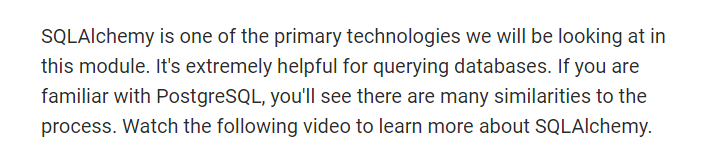 SQLAlchemy is one of the primary technologies we will be looking at in
this module. It's extremely helpful for querying databases. If you are
familiar with PostgreSQL, you'll see there are many similarities to the
process. Watch the following video to learn more about SQLAlchemy.